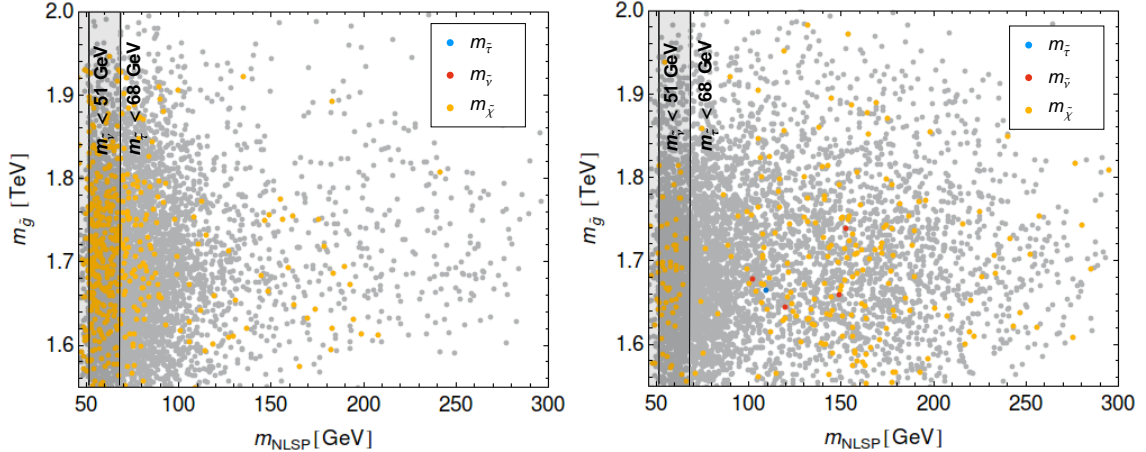 2.0
1.9
1.8
1.7
1.6
m_g̃ [TeV]
50 100 150 200 250 300
m_NLSP [GeV]
m_ν̃ < 51 GeV
m_τ̃ < 68 GeV
m_τ̃
m_ν̃
m_χ̃
2.0
1.9
1.8
1.7
1.6
m_g̃ [TeV]
50 100 150 200 250 300
m_NLSP [GeV]
m_ν̃ < 51 GeV
m_τ̃ < 68 GeV
m_τ̃
m_ν̃
m_χ̃